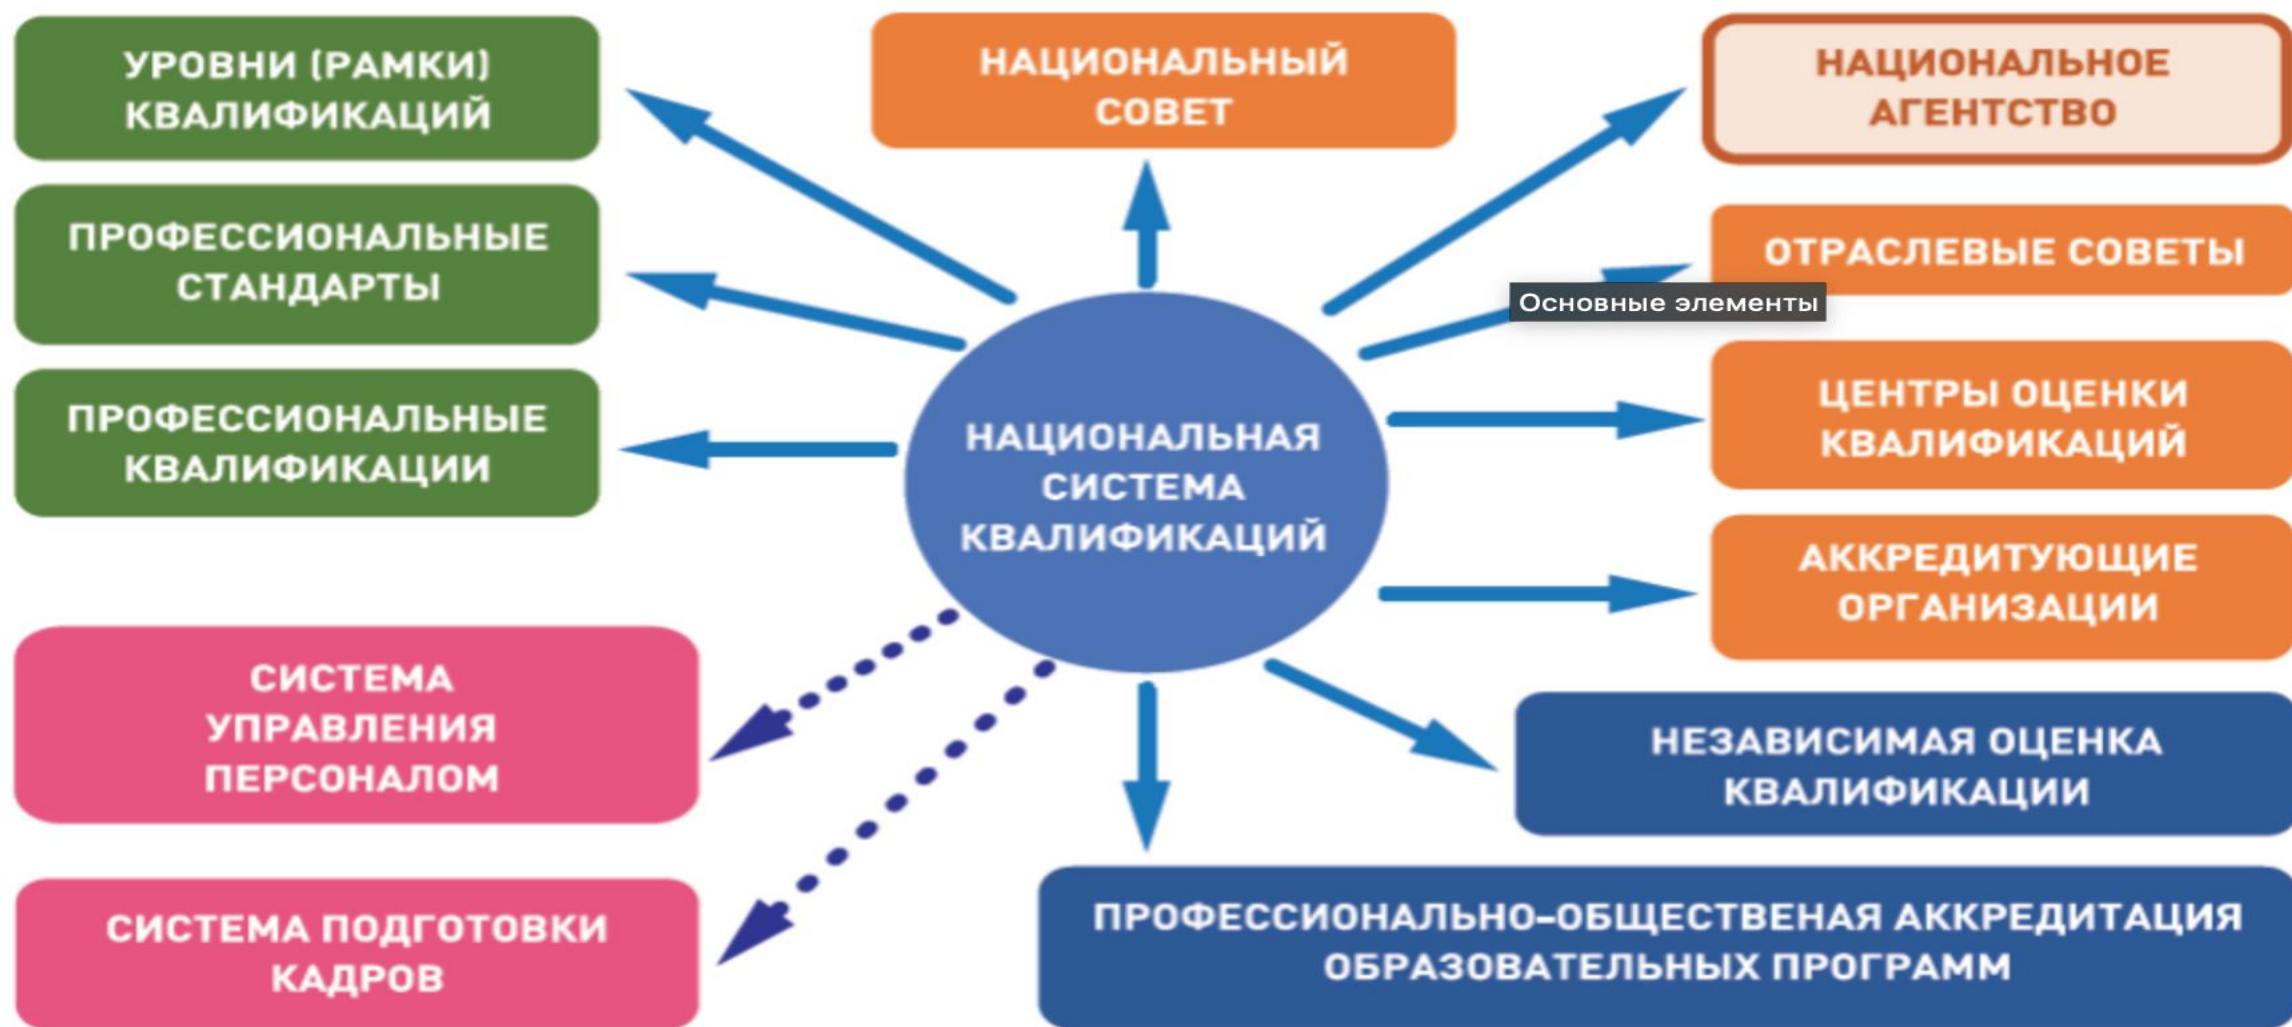 УРОВНИ (РАМКИ)
КВАЛИФИКАЦИЙ
НАЦИОНАЛЬНЫЙ
СОВЕТ
НАЦИОНАЛЬНОЕ
АГЕНТСТВО
ПРОФЕССИОНАЛЬНЫЕ
СТАНДАРТЫ
ОТРАСЛЕВЫЕ СОВЕТЫ
Основные элементы
ПРОФЕССИОНАЛЬНЫЕ
КВАЛИФИКАЦИИ
НАЦИОНАЛЬНАЯ
СИСТЕМА
КВАЛИФИКАЦИЙ
ЦЕНТРЫ ОЦЕНКИ
КВАЛИФИКАЦИЙ
АККРЕДИТУЮЩИЕ
ОРГАНИЗАЦИИ
СИСТЕМА
УПРАВЛЕНИЯ
ПЕРСОНАЛОМ
НЕЗАВИСИМАЯ ОЦЕНКА
КВАЛИФИКАЦИИ
СИСТЕМА ПОДГОТОВКИ
КАДРОВ
ПРОФЕССИОНАЛЬНО-ОБЩЕСТВЕНАЯ АККРЕДИТАЦИЯ
ОБРАЗОВАТЕЛЬНЫХ ПРОГРАММ